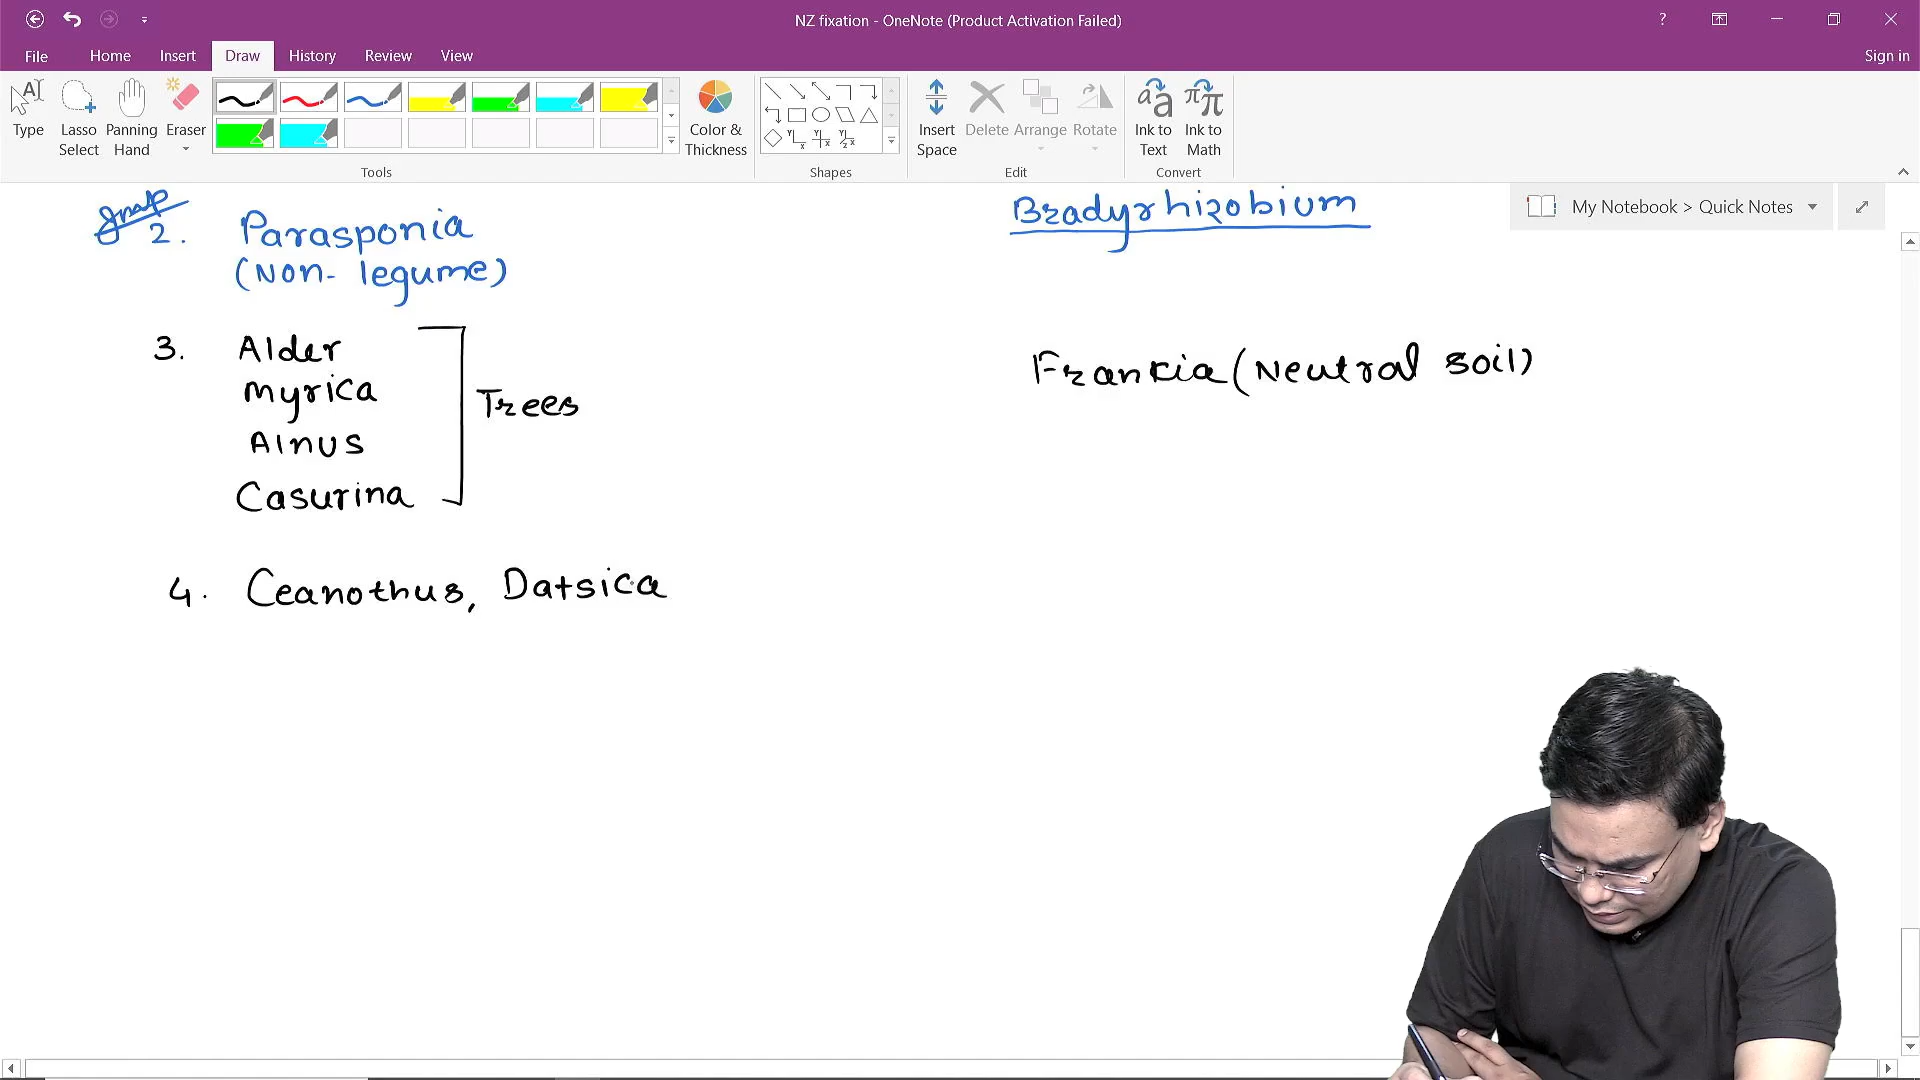 NZ fixation - OneNote (Product Activation Failed)
?
File Home Insert Draw History Review View Sign in
Type
Lasso Select
Panning Hand
Eraser
Color & Thickness
Insert Space
Delete
Arrange
Rotate
Ink to Text
Ink to Math
Tools Shapes Edit Convert
My Notebook > Quick Notes
2. Parasponia Bradyrhizobium
(Non-legume)
3. Alder Frankia (Neutral soil)
Myrica
Trees
Alnus
Casurina
4. Ceanothus, Datsica